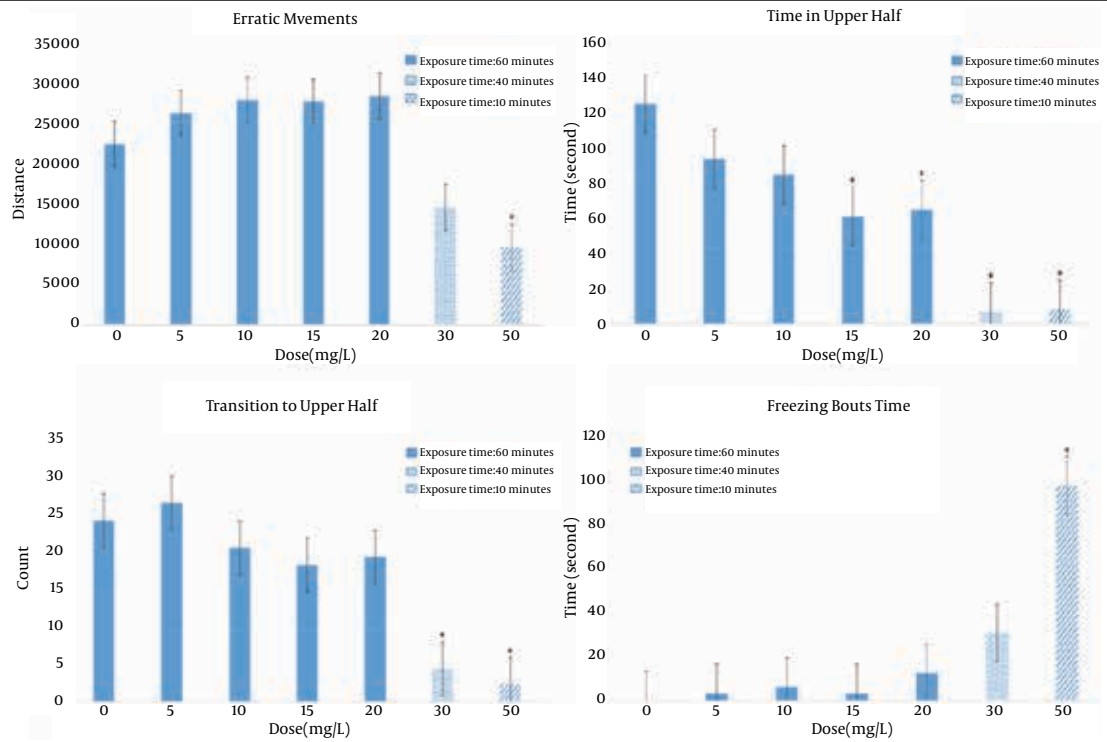 Erratic Mvements
35000
30000
25000
20000
15000
10000
5000
0
Distance
Exposure time:60 minutes
Exposure time:40 minutes
Exposure time:10 minutes
0 5 10 15 20 30 50
Dose(mg/L)
Time in Upper Half
160
140
120
100
80
60
40
20
0
Time (second)
Exposure time:60 minutes
Exposure time:40 minutes
Exposure time:10 minutes
0 5 10 15 20 30 50
Dose(mg/L)
Transition to Upper Half
35
30
25
20
15
10
5
0
Count
Exposure time:60 minutes
Exposure time:40 minutes
Exposure time:10 minutes
0 5 10 15 20 30 50
Dose(mg/L)
Freezing Bouts Time
120
100
80
60
40
20
0
Time (second)
Exposure time:60 minutes
Exposure time:40 minutes
Exposure time:10 minutes
0 5 10 15 20 30 50
Dose(mg/L)